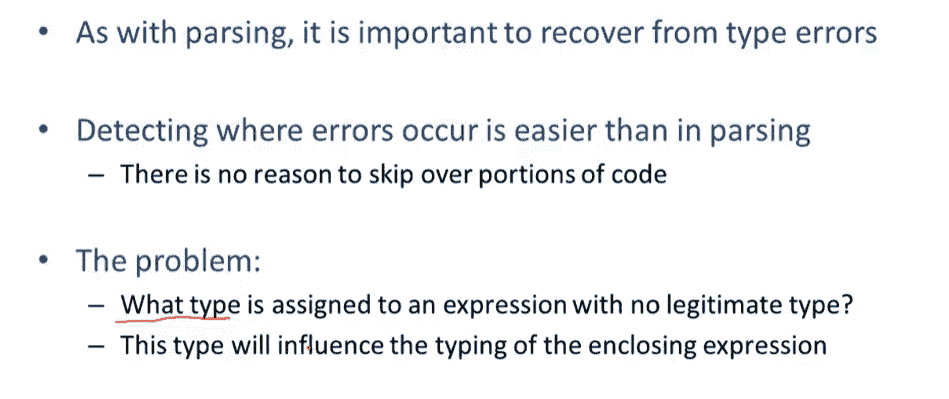 • As with parsing, it is important to recover from type errors
• Detecting where errors occur is easier than in parsing
– There is no reason to skip over portions of code
• The problem:
– What type is assigned to an expression with no legitimate type?
– This type will influence the typing of the enclosing expression